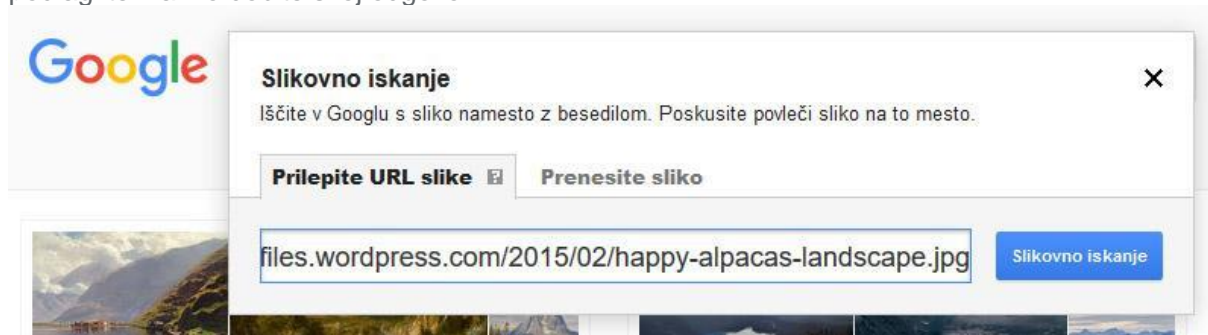 Google
Slikovno iskanje
Iščite v Googlu s sliko namesto z besedilom. Poskusite povleči sliko na to mesto.
Prilepite URL slike
Prenesite sliko
files.wordpress.com/2015/02/happy-alpacas-landscape.jpg
Slikovno iskanje